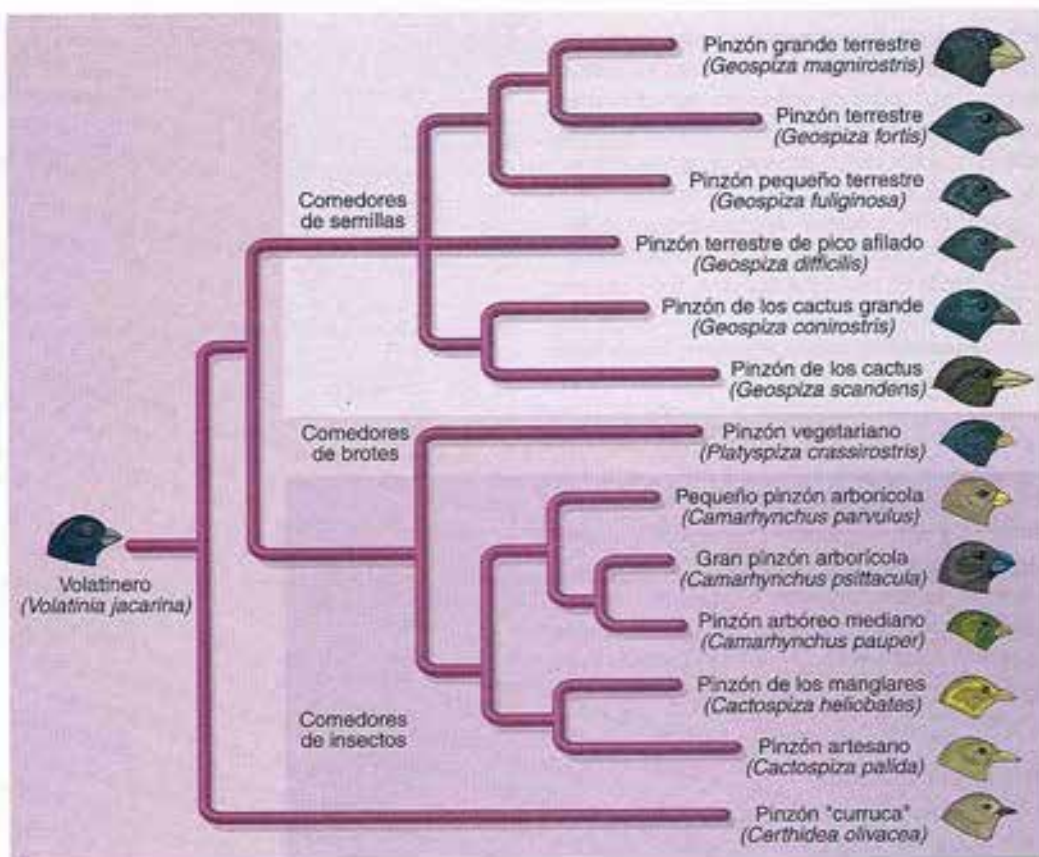 Pinzón grande terrestre
(Geospiza magnirostris)
Pinzón terrestre
(Geospiza fortis)
Comedores
de semillas
Pinzón pequeño terrestre
(Geospiza fuliginosa)
Pinzón terrestre de pico afilado
(Geospiza difficilis)
Pinzón de los cactus grande
(Geospiza conirostris)
Pinzón de los cactus
(Geospiza scandens)
Comedores
de brotes
Pinzón vegetariano
(Platyspiza crassirostris)
Pequeño pinzón arborícola
(Camarhynchus parvulus)
Gran pinzón arborícola
(Camarhynchus psittacula)
Volatinero
(Volatinia jacarina)
Pinzón arbóreo mediano
(Camarhynchus pauper)
Pinzón de los manglares
(Cactospiza heliobates)
Comedores
de insectos
Pinzón artesano
(Cactospiza palida)
Pinzón "curruca"
(Certhidea olivacea)